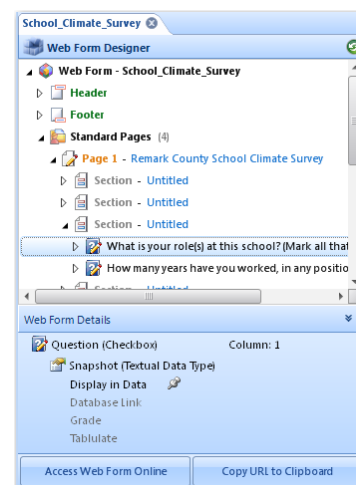 School_Climate_Survey
Web Form Designer
Web Form - School_Climate_Survey
Header
Footer
Standard Pages (4)
Page 1 - Remark County School Climate Survey
Section - Untitled
Section - Untitled
Section - Untitled
What is your role(s) at this school? (Mark all that
How many years have you worked, in any positio
Section - Untitled
Web Form Details
Question (Checkbox) Column: 1
Snapshot (Textual Data Type)
Display in Data
Database Link
Grade
Tablulate
Access Web Form Online Copy URL to Clipboard